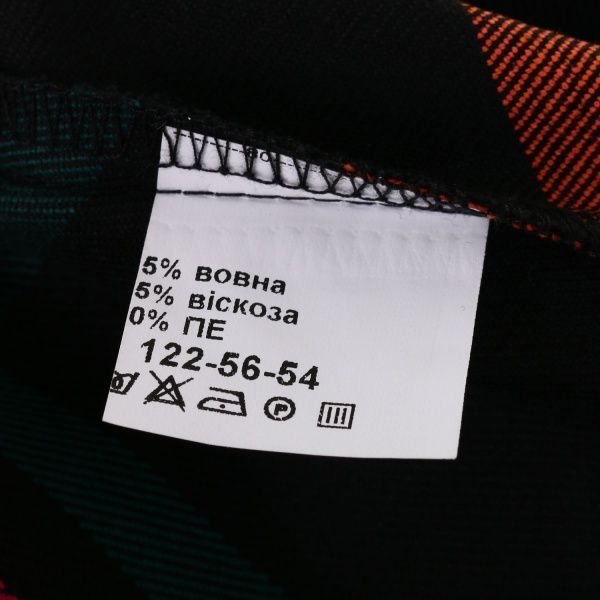 5% вовна
5% віскоза
0% ПЕ
122-56-54
P